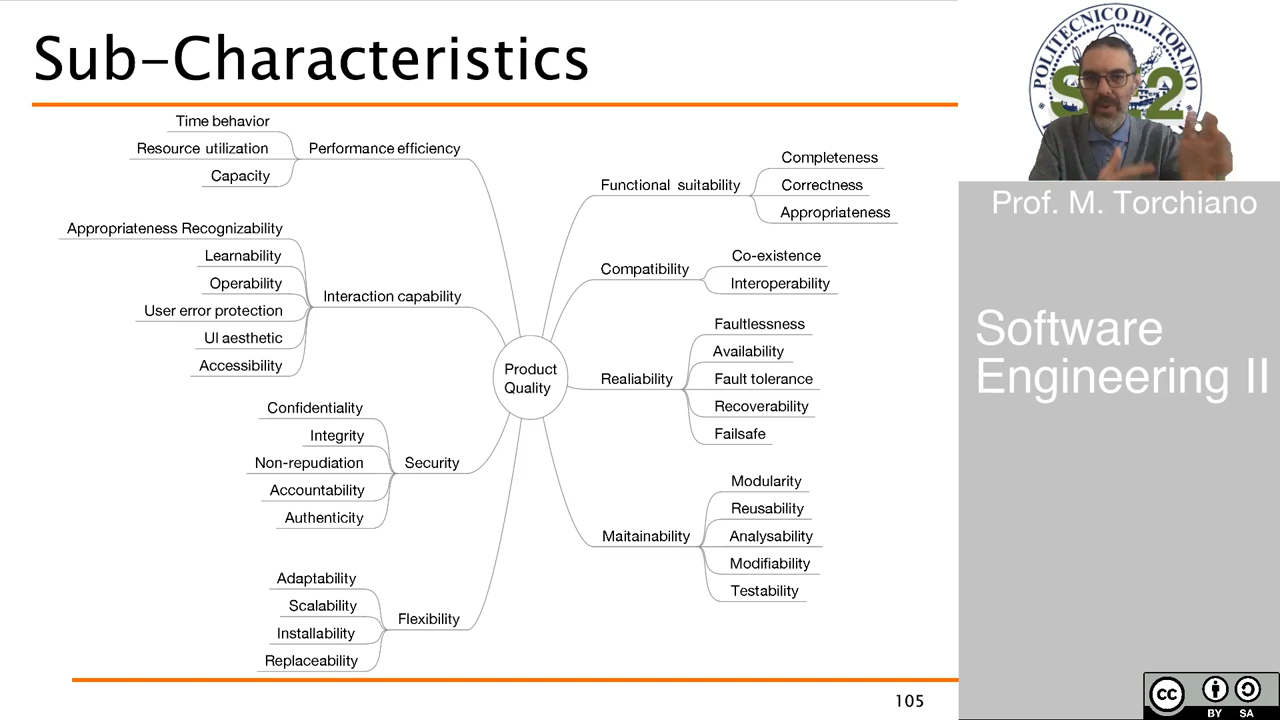 Sub-Characteristics
Time behavior
Resource utilization
Capacity
Performance efficiency
Appropriateness Recognizability
Learnability
Operability
User error protection
UI aesthetic
Accessibility
Interaction capability
Confidentiality
Integrity
Non-repudiation
Accountability
Authenticity
Security
Adaptability
Scalability
Installability
Replaceability
Flexibility
Product
Quality
Functional suitability
Completeness
Correctness
Appropriateness
Compatibility
Co-existence
Interoperability
Realiability
Faultlessness
Availability
Fault tolerance
Recoverability
Failsafe
Maitainability
Modularity
Reusability
Analysability
Modifiability
Testability
105
POLITECNICO DI TORINO
2
Prof. M. Torchiano
Software
Engineering II
cc
BY SA